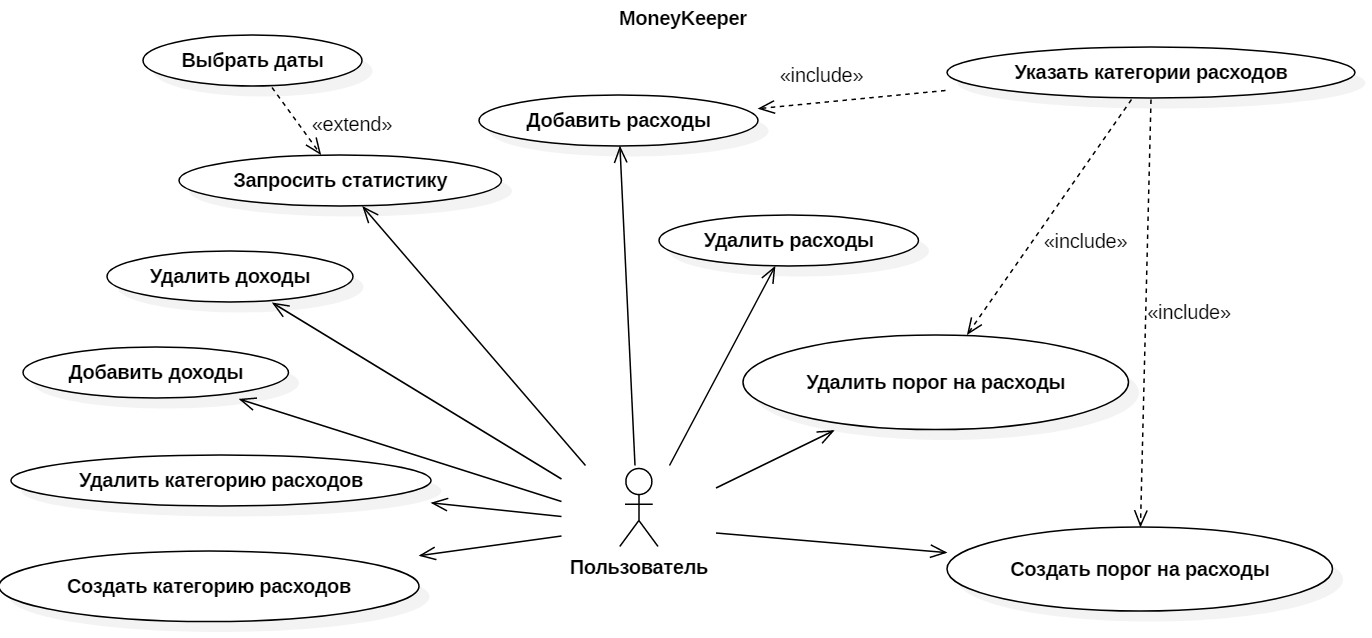 MoneyKeeper
Выбрать даты
Указать категории расходов
«include»
Добавить расходы
«extend»
Запросить статистику
Удалить расходы
«include»
Удалить доходы
«include»
Добавить доходы
Удалить порог на расходы
Удалить категорию расходов
Пользователь
Создать порог на расходы
Создать категорию расходов